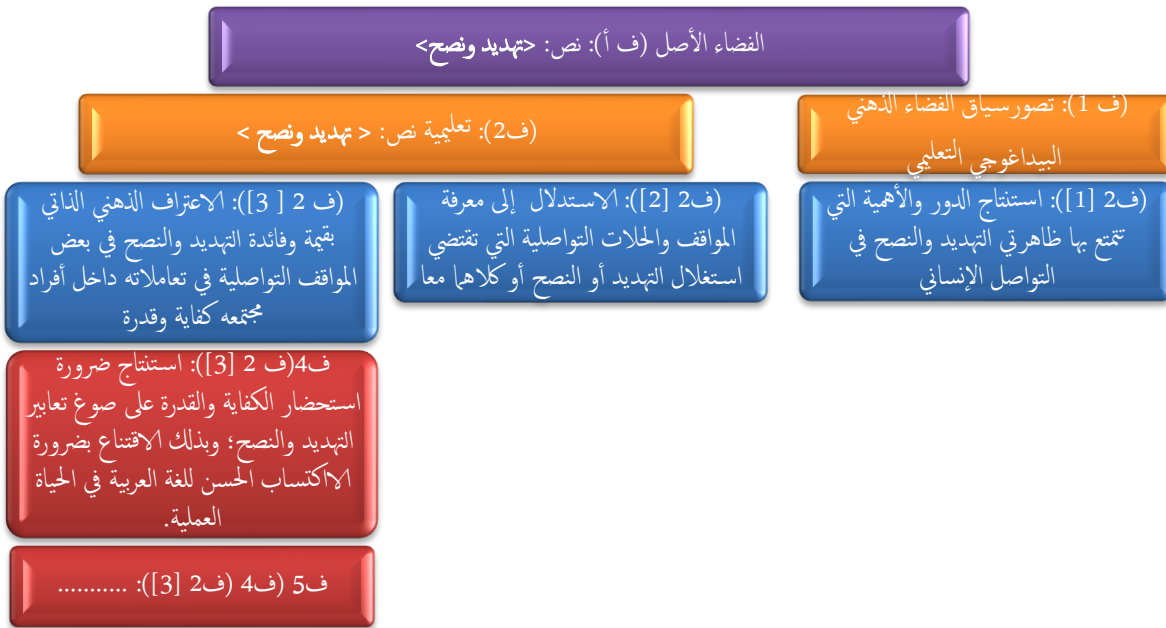 الفضاء الأصل (ف أ): نص: <تهديد ونصح>
(ف 1): تصورسياق الفضاء الذهني
البيداغوجي التعليمي
(ف2): تعليمية نص: < تهديد ونصح >
(ف2 [1]): استنتاج الدور والأهمية التي
تتمتع بها ظاهرتي التهديد والنصح في
التواصل الإنساني
(ف2 [2]): الاستدلال إلى معرفة
المواقف والحلات التواصلية التي تقتضي
استغلال التهديد أو النصح أوكلاهما معا
(ف 2 [ 3]): الاعتراف الذهني الذاتي
بقيمة وفائدة التهديد والنصح في بعض
المواقف التواصلية في تعاملاته داخل أفراد
مجتمعه كفاية وقدرة
ف4(ف 2 [3]): استنتاج ضرورة
استحضار الكفاية والقدرة على صوغ تعابير
التهديد والنصح؛ وبذلك الاقتناع بضرورة
الاكتساب الحسن للغة العربية في الحياة
العملية.
ف5 (ف4 (ف2 [3]): ...........